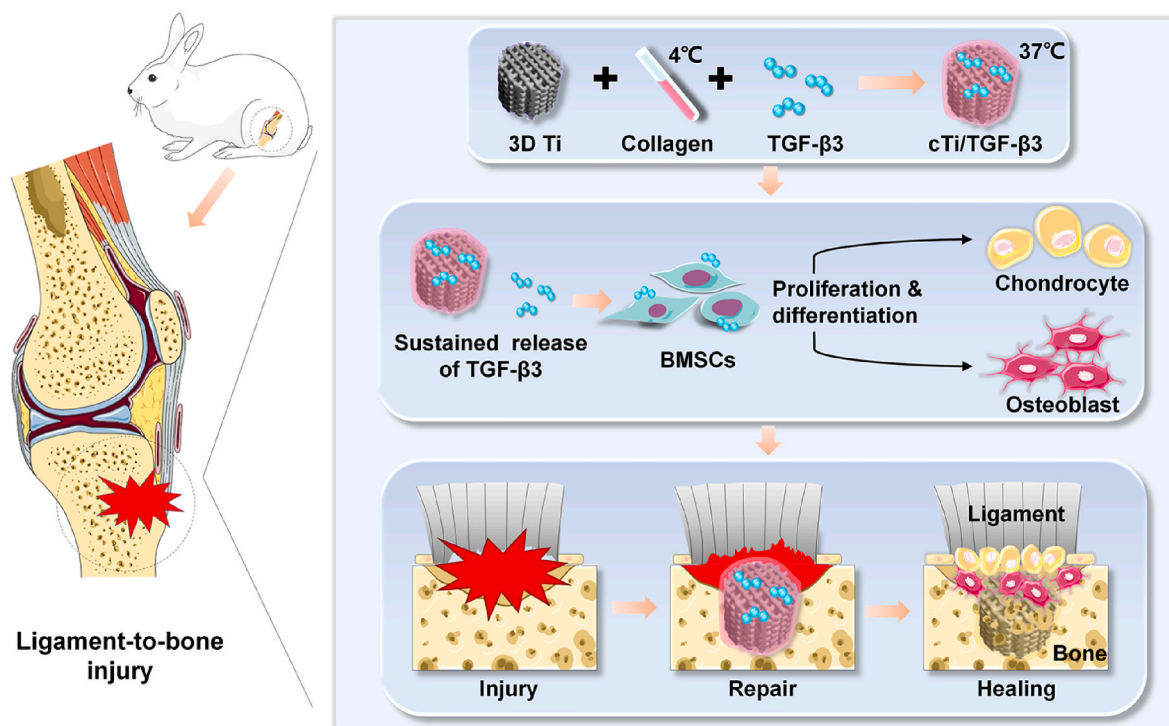 4℃
37℃
3D Ti
Collagen
TGF-β3
cTi/TGF-β3
Sustained release
of TGF-β3
BMSCs
Proliferation &
differentiation
Chondrocyte
Osteoblast
Ligament-to-bone
injury
Ligament
Bone
Injury
Repair
Healing